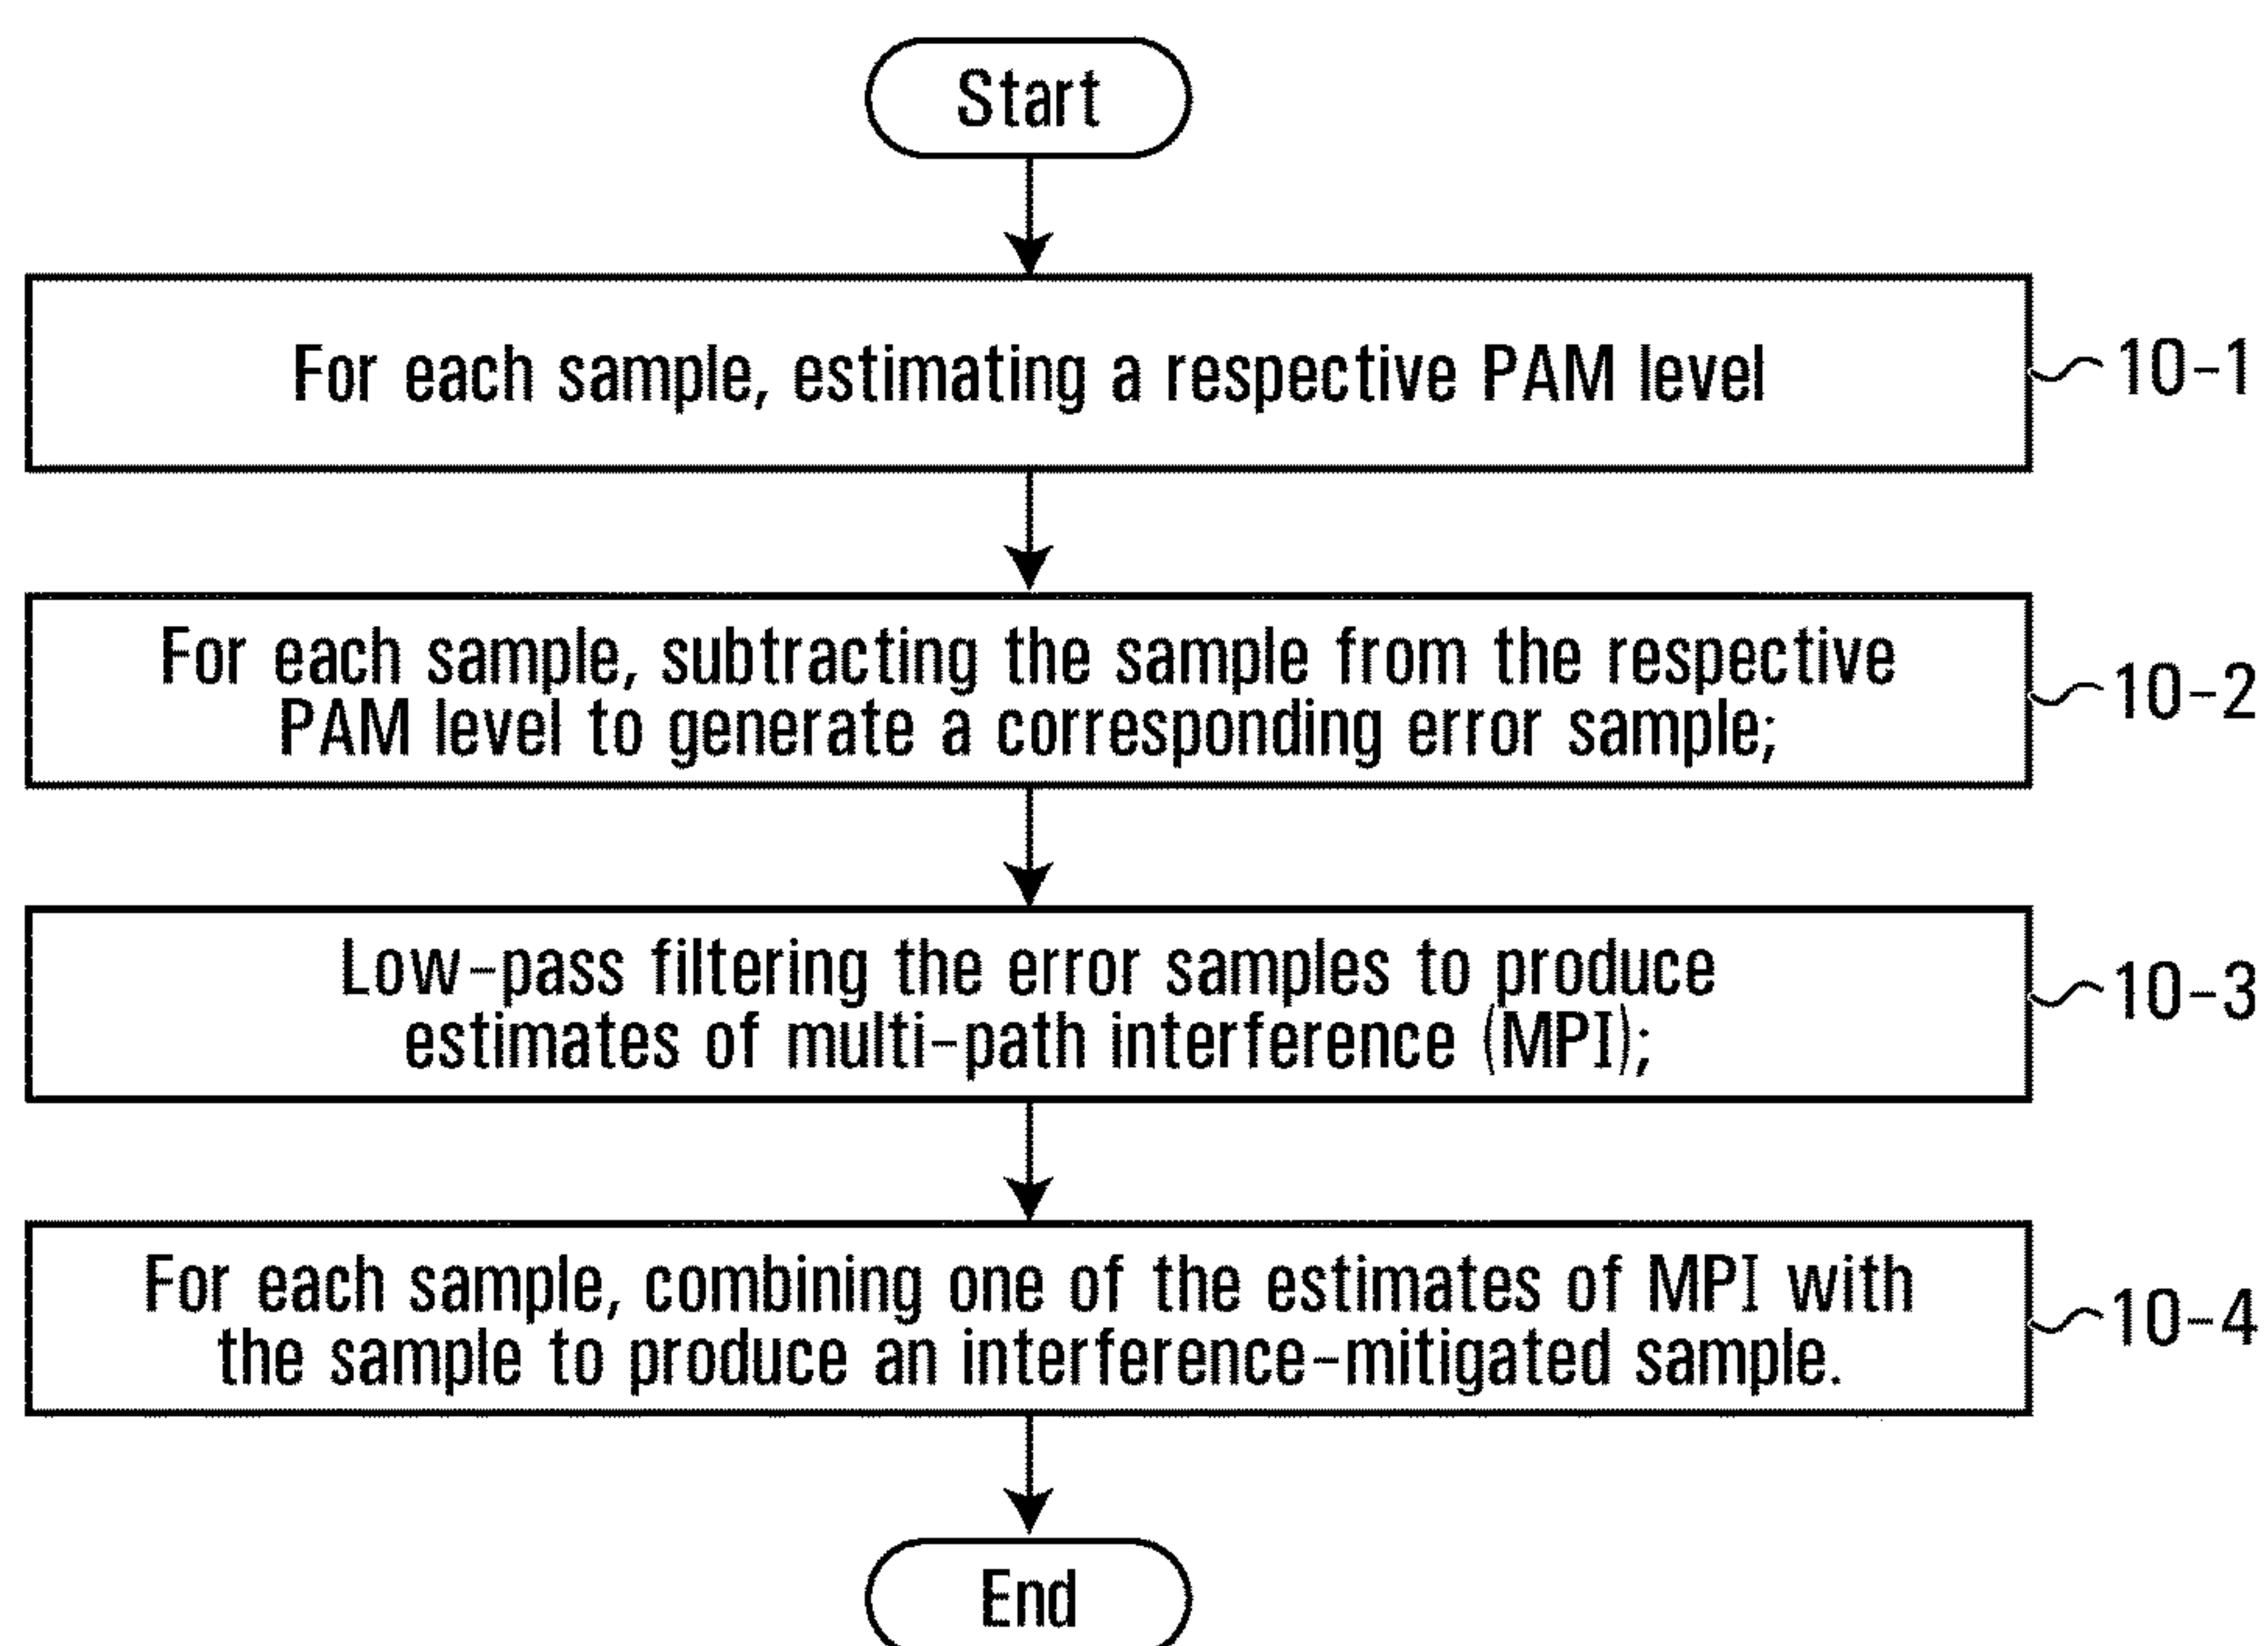 Start
For each sample, estimating a respective PAM level
10-1
For each sample, subtracting the sample from the respective
PAM level to generate a corresponding error sample;
10-2
Low-pass filtering the error samples to produce
estimates of multi-path interference (MPI);
10-3
For each sample, combining one of the estimates of MPI with
the sample to produce an interference-mitigated sample.
10-4
End